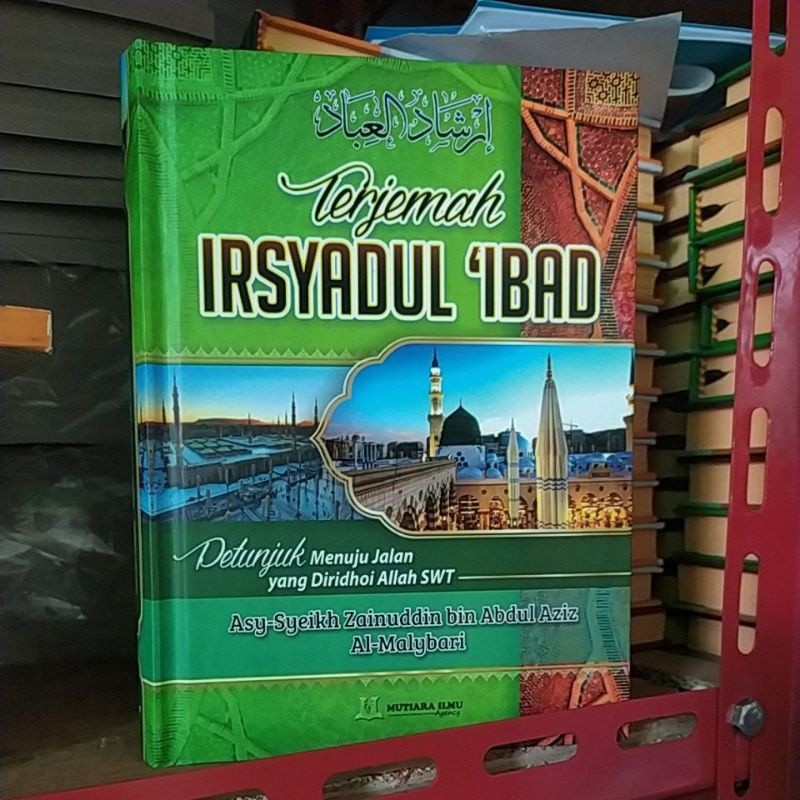 إرشاد العباد
Terjemah
IRSYADUL 'IBAD
Petunjuk Menuju Jalan
yang Diridhoi Allah SWT
Asy-Syeikh Zainuddin bin Abdul Aziz
Al-Malybari
MUTIARA ILMU
Agency